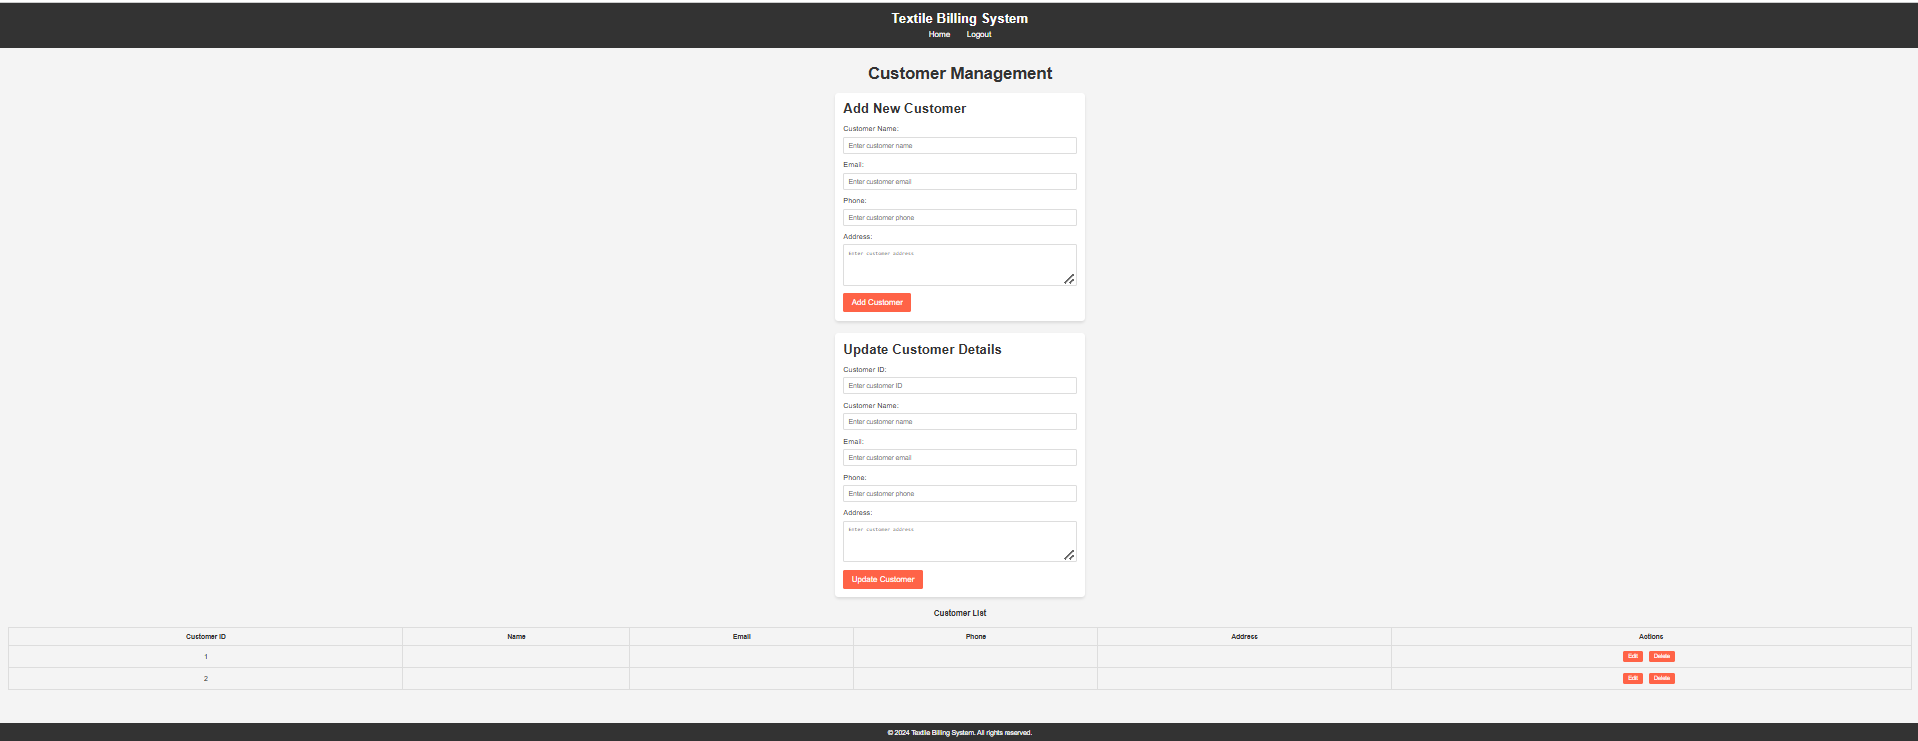 Textile Billing System
Home Logout
Customer Management
Add New Customer
Customer Name:
Enter customer name
Email:
Enter customer email
Phone:
Enter customer phone
Address:
Enter customer address
Add Customer
Update Customer Details
Customer ID:
Enter customer ID
Customer Name:
Enter customer name
Email:
Enter customer email
Phone:
Enter customer phone
Address:
Enter customer address
Update Customer
Customer List
Customer ID Name Email Phone Address Actions
1 Edit Delete
2 Edit Delete
© 2024 Textile Billing System. All rights reserved.